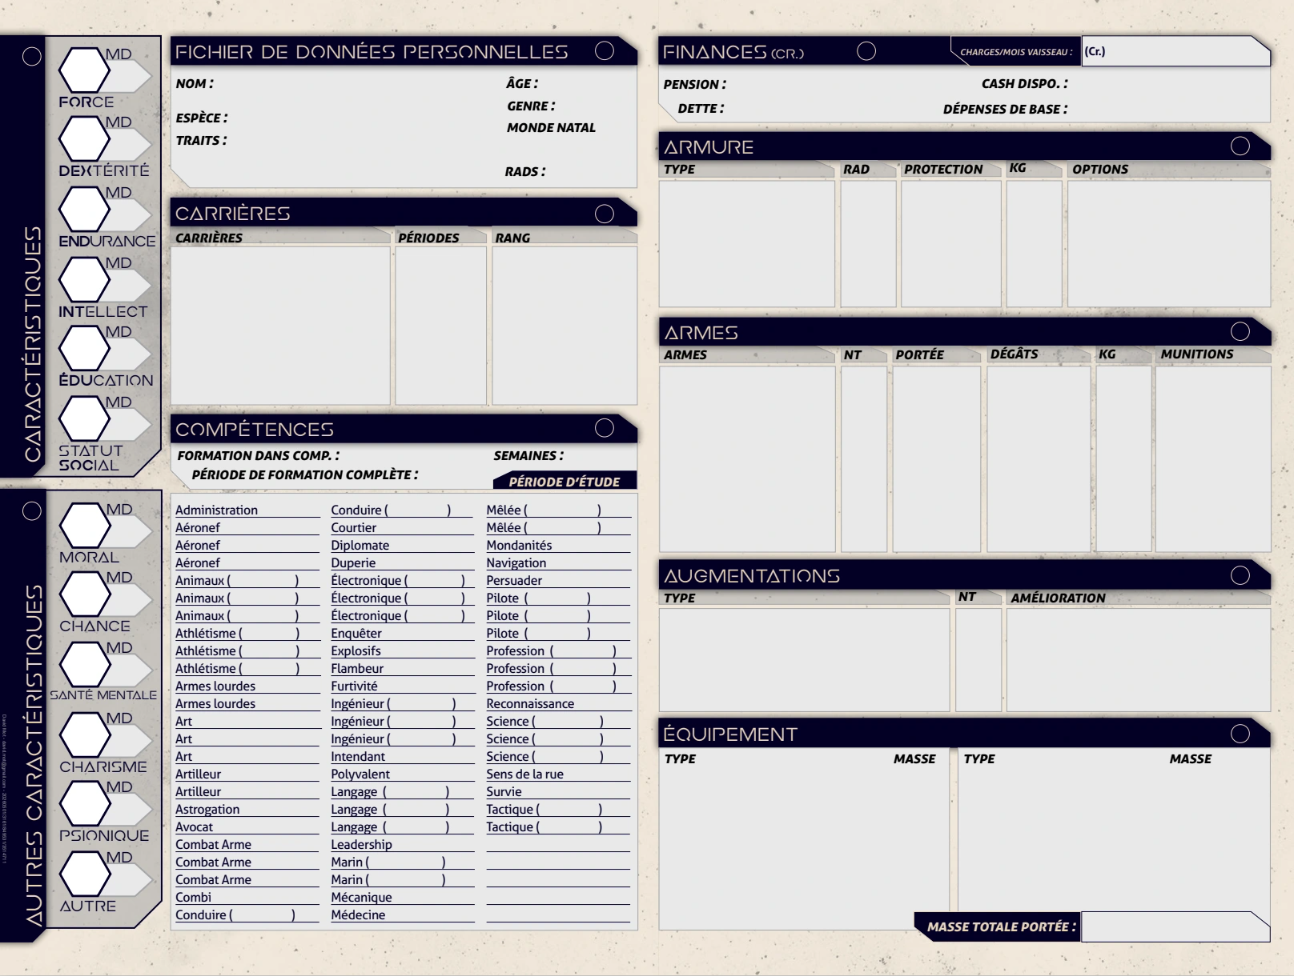 CARACTÉRISTIQUES
MD
FORCE
MD
DEXTÉRITÉ
MD
ENDURANCE
MD
INTELLECT
MD
ÉDUCATION
MD
STATUT
SOCIAL
AUTRES CARACTÉRISTIQUES
MD
MORAL
MD
CHANCE
MD
SANTÉ MENTALE
MD
CHARISME
MD
PSIONIQUE
MD
AUTRE
FICHIER DE DONNÉES PERSONNELLES
NOM :
ÂGE :
GENRE :
ESPÈCE :
MONDE NATAL
TRAITS :
RADS :
CARRIÈRES
CARRIÈRES PÉRIODES RANG
COMPÉTENCES
FORMATION DANS COMP. : SEMAINES :
PÉRIODE DE FORMATION COMPLÈTE :
PÉRIODE D'ÉTUDE
Administration
Aéronef
Aéronef
Aéronef
Animaux ( )
Animaux ( )
Animaux ( )
Athlétisme ( )
Athlétisme ( )
Athlétisme ( )
Armes lourdes
Armes lourdes
Art
Art
Art
Artilleur
Artilleur
Astrogation
Avocat
Combat Arme
Combat Arme
Combat Arme
Combi
Conduire ( )
Conduire ( )
Courtier
Diplomate
Duperie
Électronique ( )
Électronique ( )
Électronique ( )
Enquêter
Explosifs
Flambeur
Furtivité
Ingénieur ( )
Ingénieur ( )
Ingénieur ( )
Intendant
Polyvalent
Langage ( )
Langage ( )
Langage ( )
Leadership
Marin ( )
Marin ( )
Mécanique
Médecine
Mêlée ( )
Mêlée ( )
Mondanités
Navigation
Persuader
Pilote ( )
Pilote ( )
Pilote ( )
Profession ( )
Profession ( )
Profession ( )
Reconnaissance
Science ( )
Science ( )
Science ( )
Sens de la rue
Survie
Tactique ( )
Tactique ( )
FINANCES (CR.)
CHARGES/MOIS VAISSEAU : (Cr.)
PENSION : CASH DISPO. :
DETTE : DÉPENSES DE BASE :
ARMURE
TYPE RAD PROTECTION KG OPTIONS
ARMES
ARMES NT PORTÉE DÉGÂTS KG MUNITIONS
AUGMENTATIONS
TYPE NT AMÉLIORATION
ÉQUIPEMENT
TYPE MASSE TYPE MASSE
MASSE TOTALE PORTÉE :